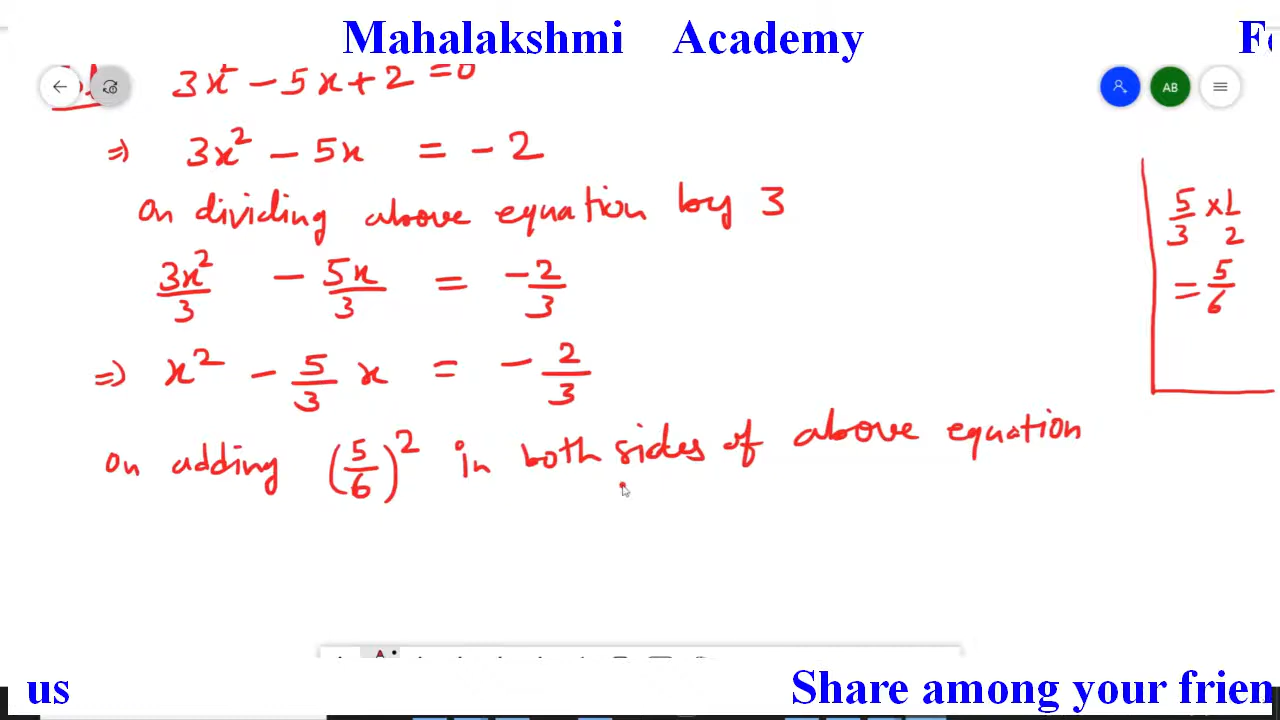 Mahalakshmi Academy
3x² - 5x + 2 = 0
AB
⇒ 3x² - 5x = - 2
On dividing above equation by 3
3x²/3 - 5x/3 = -2/3
⇒ x² - 5/3 x = - 2/3
On adding (5/6)² in both sides of above equation
5/3 x 1/2
= 5/6
us
Share among your frien